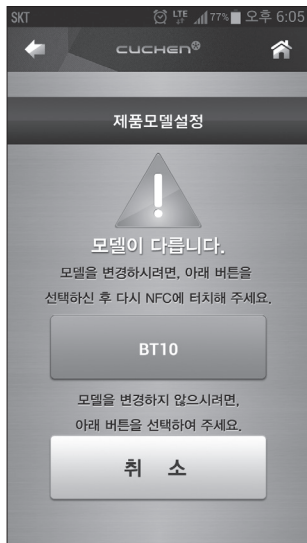 SKT LTE 77% 오후 6:05
CUCHEN®
제품모델설정
!
모델이 다릅니다.
모델을 변경하시려면, 아래 버튼을
선택하신 후 다시 NFC에 터치해 주세요.
BT10
모델을 변경하지 않으시려면,
아래 버튼을 선택하여 주세요.
취 소